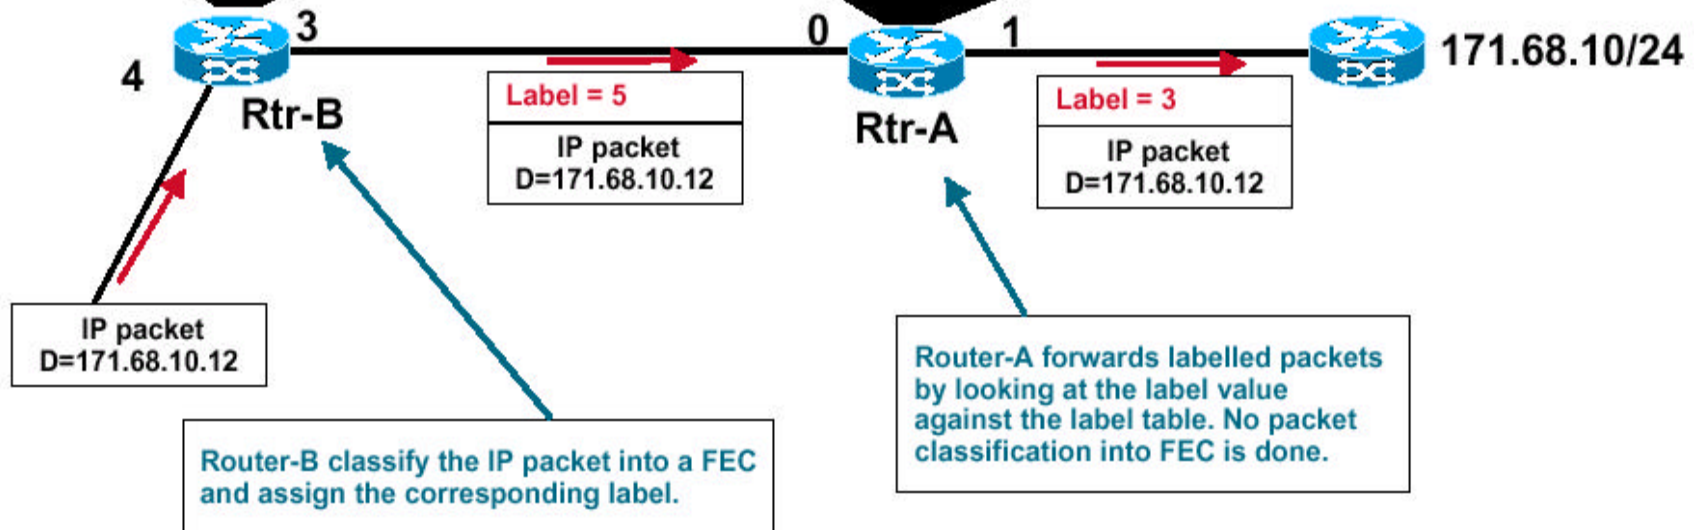 3
0
1
171.68.10/24
4
Rtr-B
Rtr-A
Label = 5
IP packet
D=171.68.10.12
Label = 3
IP packet
D=171.68.10.12
IP packet
D=171.68.10.12
Router-A forwards labelled packets
by looking at the label value
against the label table. No packet
classification into FEC is done.
Router-B classify the IP packet into a FEC
and assign the corresponding label.